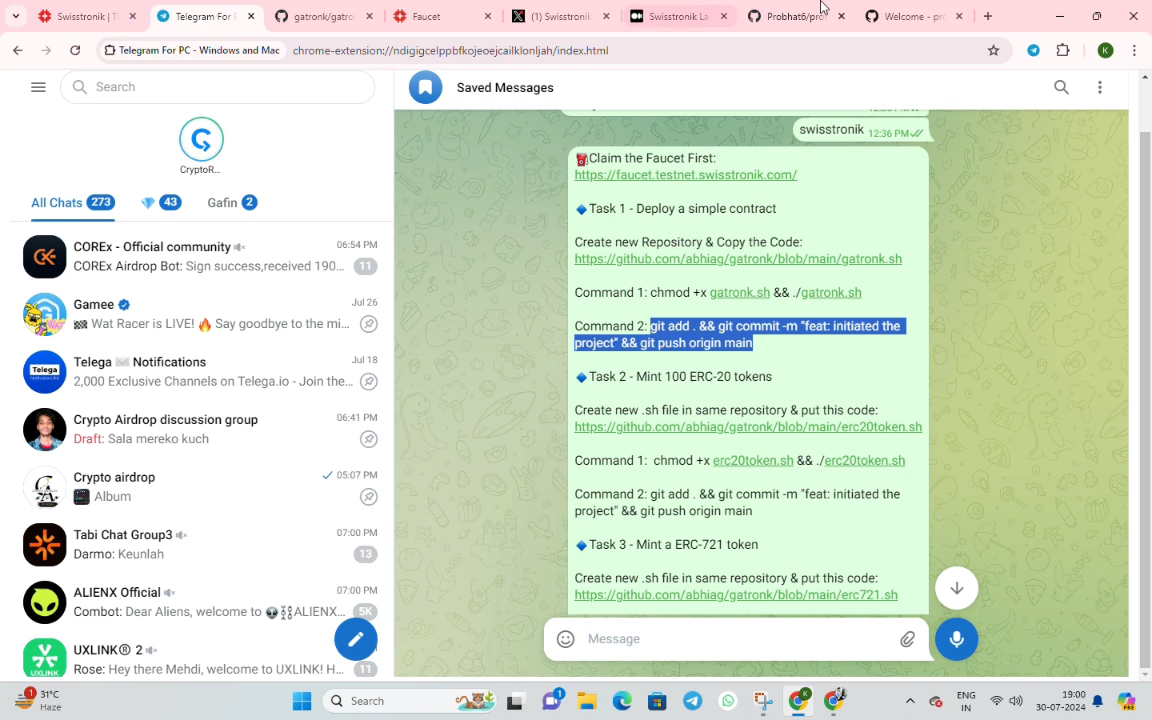 Swisstronik | T
Telegram For P
gatronk/gatro
Faucet
(1) Swisstronik
Swisstronik La
Probhat6/prol
Welcome - pro
Telegram For PC - Windows and Mac
chrome-extension://ndigigcelppbfkojeoejcailklonljah/index.html
K
Search
Saved Messages
CryptoR...
swisstronik 12:36 PM
All Chats 273
43
Gafin 2
Claim the Faucet First:
https://faucet.testnet.swisstronik.com/
Task 1 - Deploy a simple contract
Create new Repository & Copy the Code:
https://github.com/abhiag/gatronk/blob/main/gatronk.sh
Command 1: chmod +x gatronk.sh && ./gatronk.sh
Command 2: git add . && git commit -m "feat: initiated the
project" && git push origin main
Task 2 - Mint 100 ERC-20 tokens
Create new .sh file in same repository & put this code:
https://github.com/abhiag/gatronk/blob/main/erc20token.sh
Command 1: chmod +x erc20token.sh && ./erc20token.sh
Command 2: git add . && git commit -m "feat: initiated the
project" && git push origin main
Task 3 - Mint a ERC-721 token
Create new .sh file in same repository & put this code:
https://github.com/abhiag/gatronk/blob/main/erc721.sh
Message
COREx - Official community 06:54 PM
COREx Airdrop Bot: Sign success,received 190... 11
Gamee Jul 26
Wat Racer is LIVE! Say goodbye to the mi...
Telega Notifications Jul 18
2,000 Exclusive Channels on Telega.io - Join the...
Crypto Airdrop discussion group 06:41 PM
Draft: Sala mereko kuch
Crypto airdrop 05:07 PM
Album
Tabi Chat Group3 07:00 PM
Darmo: Keunlah 13
ALIENX Official 07:00 PM
Combot: Dear Aliens, welcome to ALIENX... 5K
UXLINK® 2
Rose: Hey there Mehdi, welcome to UXLINK! H... 11
31°C
Haze
Search
ENG
IN
19:00
30-07-2024